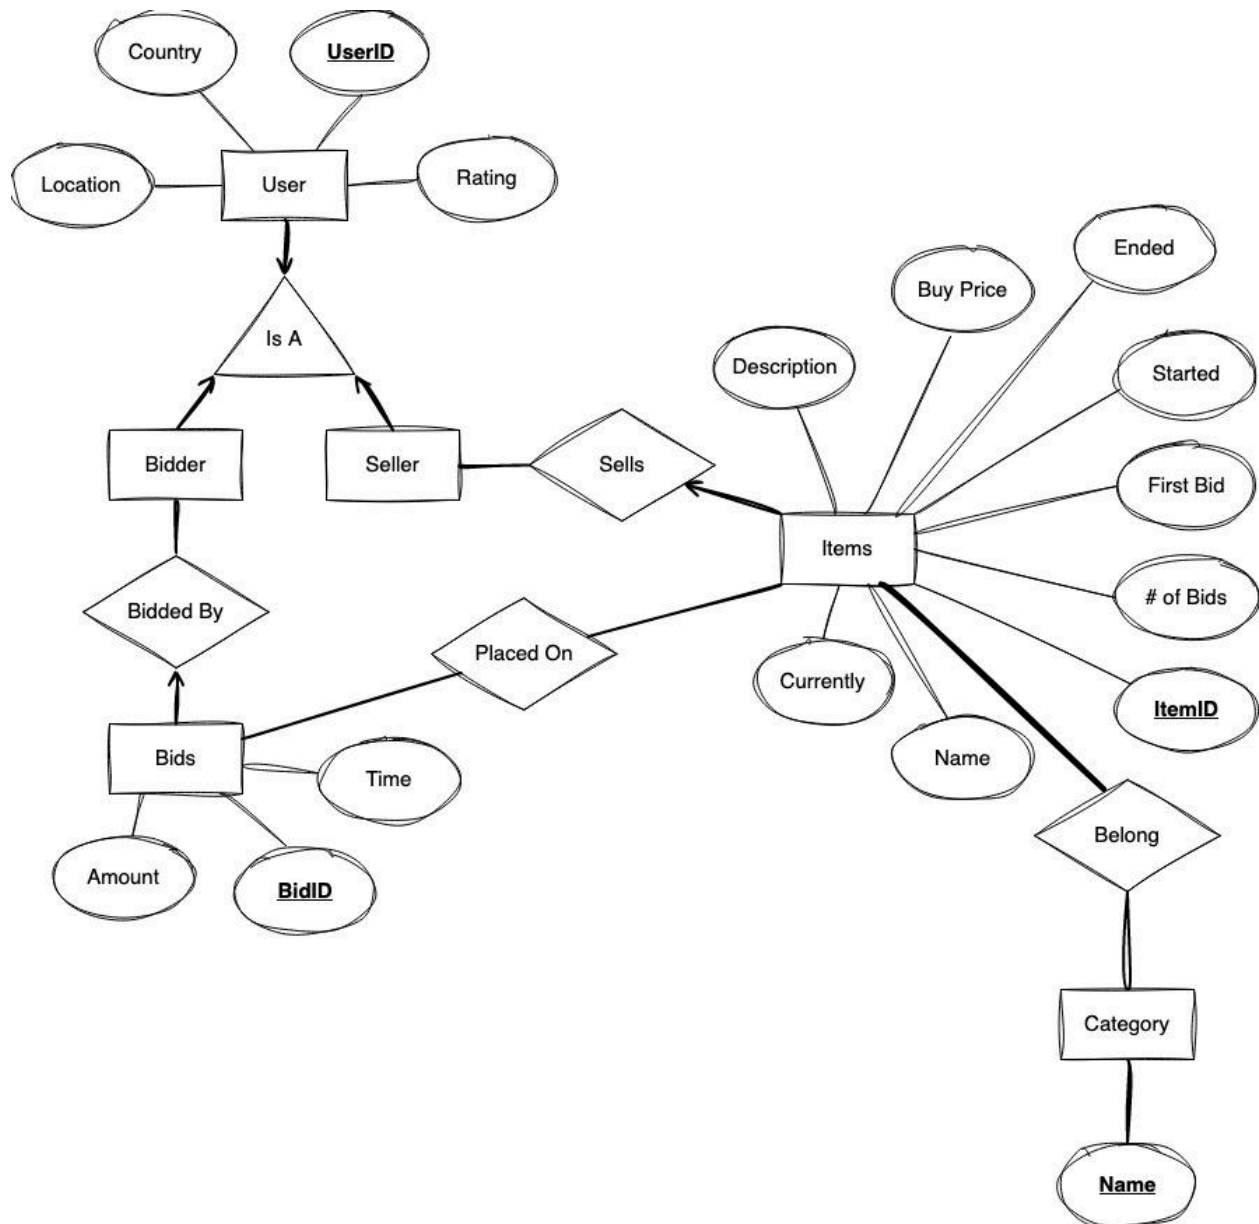 Country
UserID
Location
User
Rating
Ended
Buy Price
Is A
Description
Started
Bidder
Seller
Sells
First Bid
Items
# of Bids
Bidded By
Placed On
Currently
ItemID
Bids
Time
Name
Belong
Amount
BidID
Category
Name